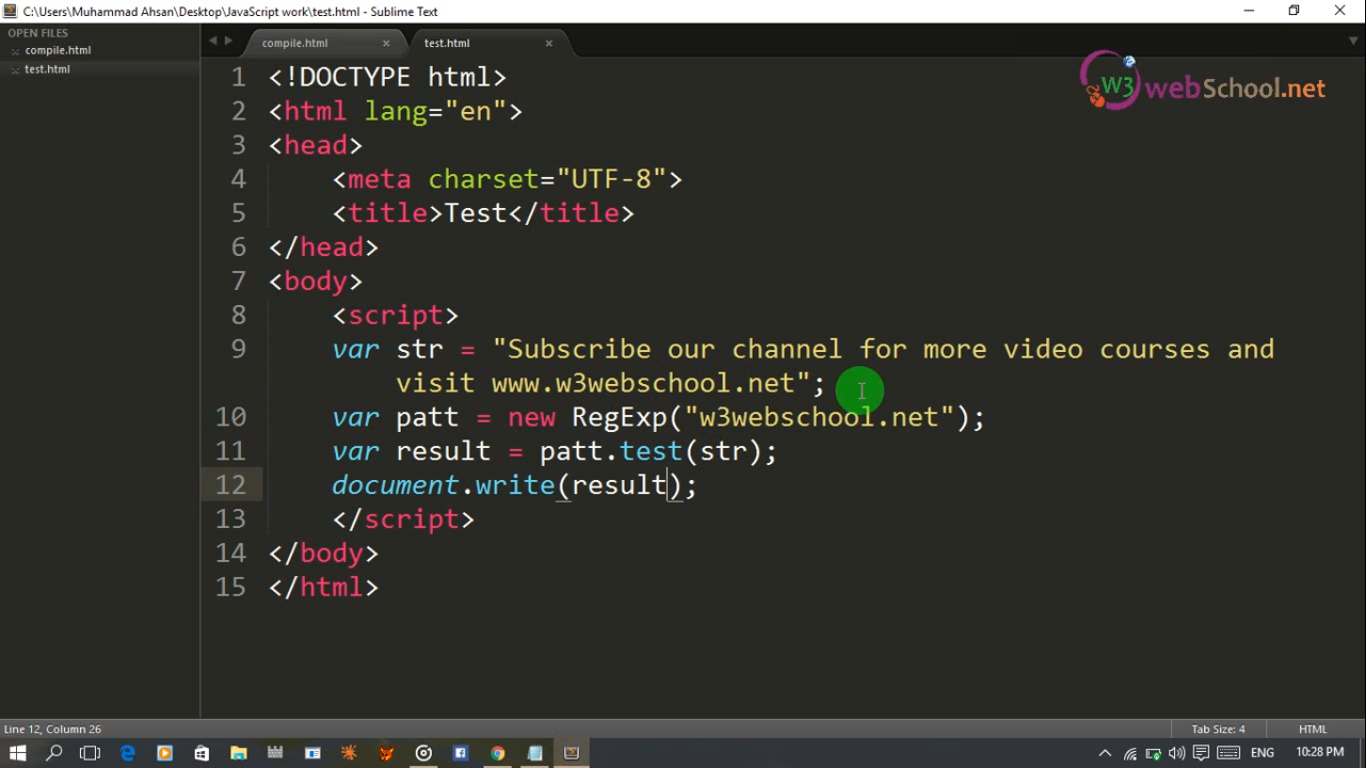 C:\Users\Muhammad Ahsan\Desktop\JavaScript work\test.html - Sublime Text
OPEN FILES
compile.html
test.html
compile.html × test.html ×
W3 webSchool.net
1 <!DOCTYPE html>
2 <html lang="en">
3 <head>
4 <meta charset="UTF-8">
5 <title>Test</title>
6 </head>
7 <body>
8 <script>
9 var str = "Subscribe our channel for more video courses and
visit www.w3webschool.net";
10 var patt = new RegExp("w3webschool.net");
11 var result = patt.test(str);
12 document.write(result);
13 </script>
14 </body>
15 </html>
Line 12, Column 26
Tab Size: 4
HTML
ENG
10:28 PM